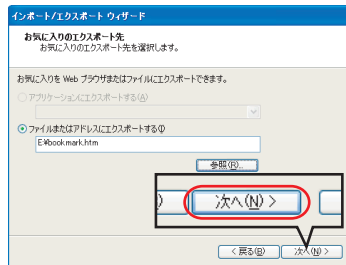 インポート/エクスポート ウィザード
お気に入りのエクスポート先
お気に入りのエクスポート先を選択します。
お気に入りを Web ブラウザまたはファイルにエクスポートできます。
アプリケーションにエクスポートする(A)
ファイルまたはアドレスにエクスポートする(F)
E:¥bookmark.htm
参照(R)...
次へ(N) >
< 戻る(B)
次へ(N) >